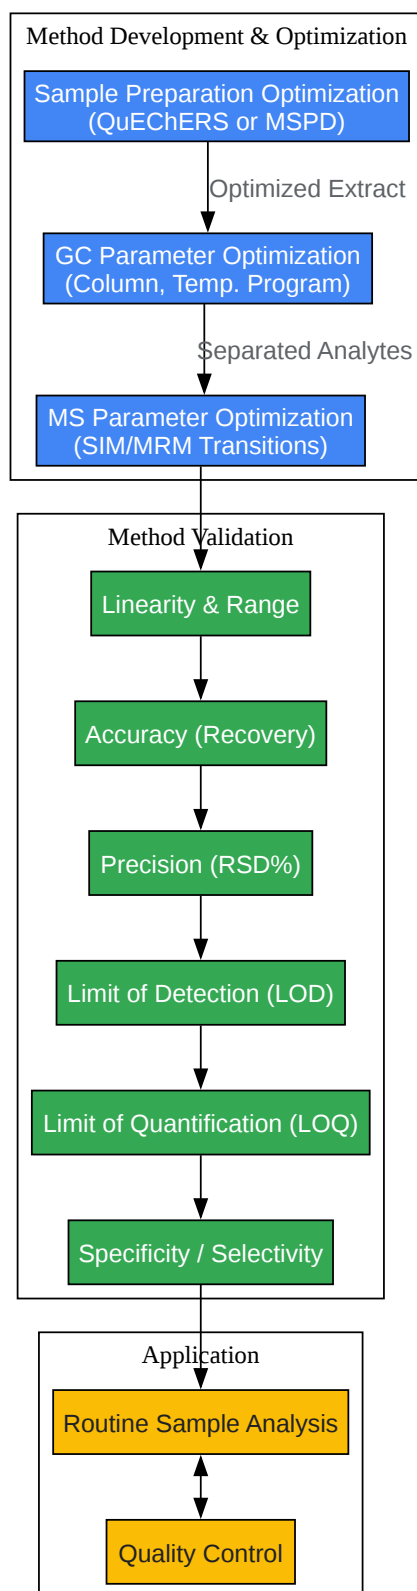 Method Development & Optimization
Sample Preparation Optimization
(QuEChERS or MSPD)
Optimized Extract
GC Parameter Optimization
(Column, Temp. Program)
Separated Analytes
MS Parameter Optimization
(SIM/MRM Transitions)
Method Validation
Linearity & Range
Accuracy (Recovery)
Precision (RSD%)
Limit of Detection (LOD)
Limit of Quantification (LOQ)
Specificity / Selectivity
Application
Routine Sample Analysis
Quality Control